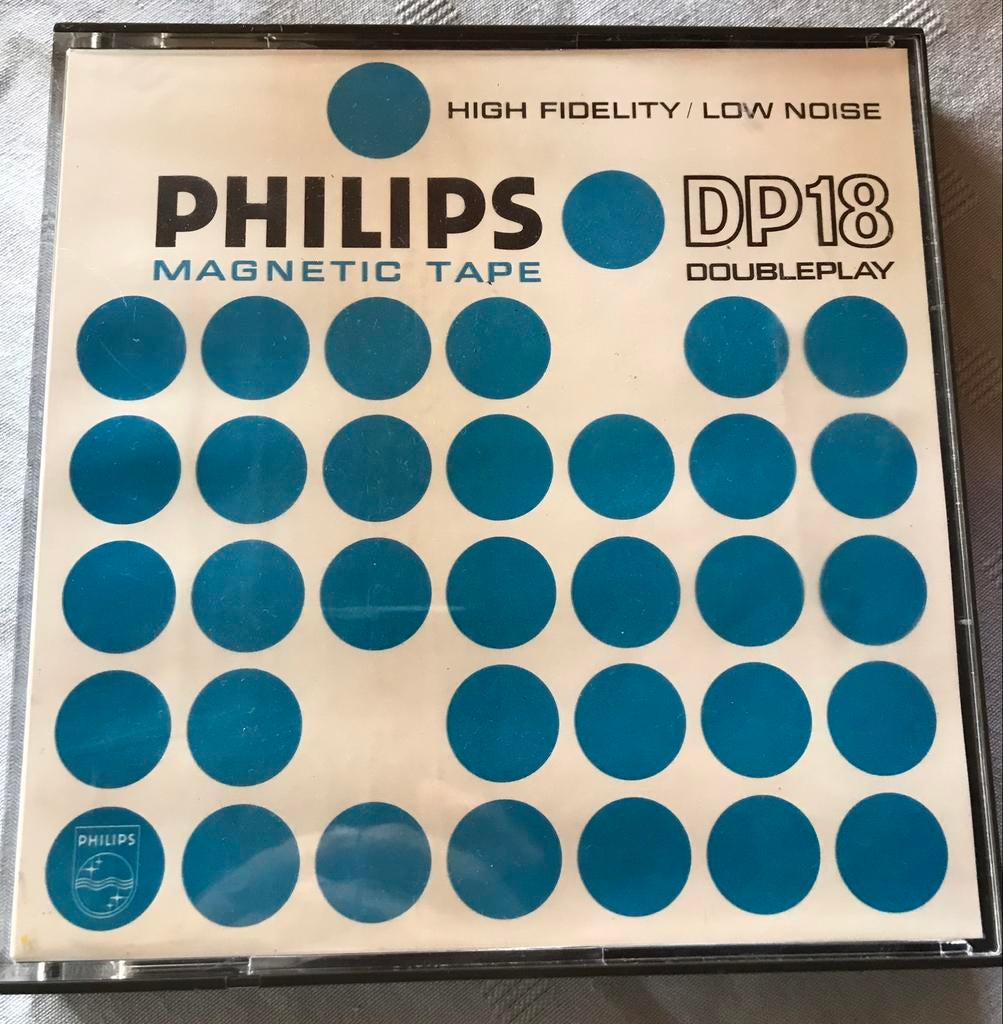 HIGH FIDELITY / LOW NOISE
PHILIPS DP18
MAGNETIC TAPE DOUBLEPLAY
PHILIPS